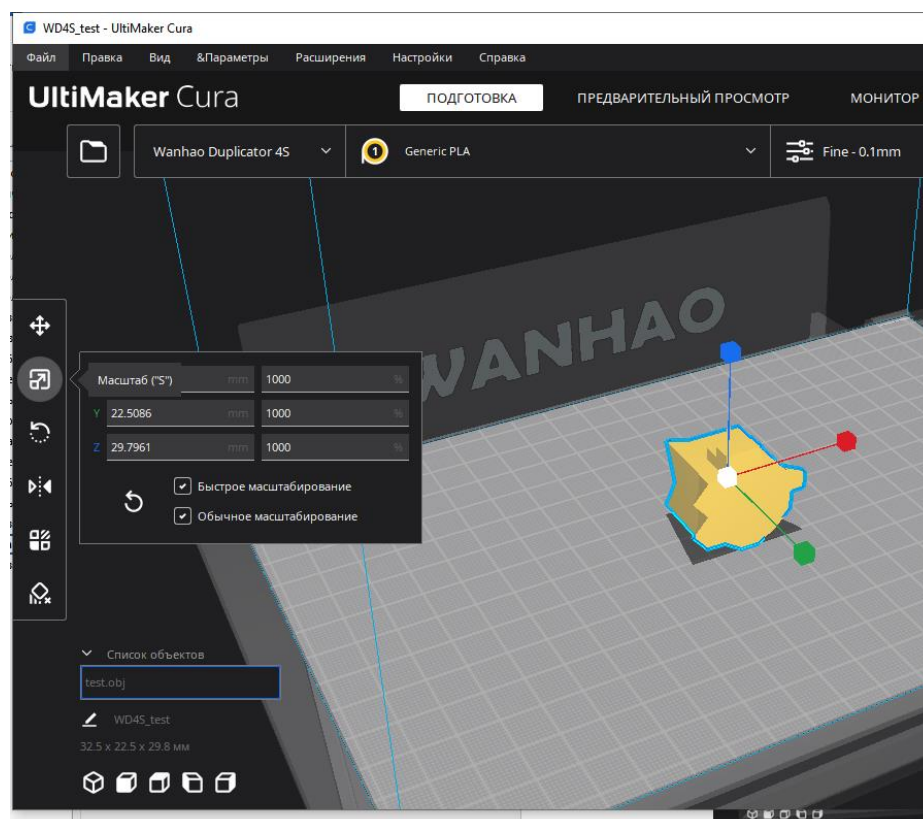 WD4S_test - UltiMaker Cura
Файл Правка Вид &Параметры Расширения Настройки Справка
UltiMaker Cura ПОДГОТОВКА ПРЕДВАРИТЕЛЬНЫЙ ПРОСМОТР МОНИТОР
Wanhao Duplicator 4S 1 Generic PLA Fine - 0.1mm
WANHAO
Масштаб ("S") mm 1000 %
Y 22.5086 mm 1000 %
Z 29.7961 mm 1000 %
Быстрое масштабирование
Обычное масштабирование
Список объектов
test.obj
WD4S_test
32.5 x 22.5 x 29.8 мм